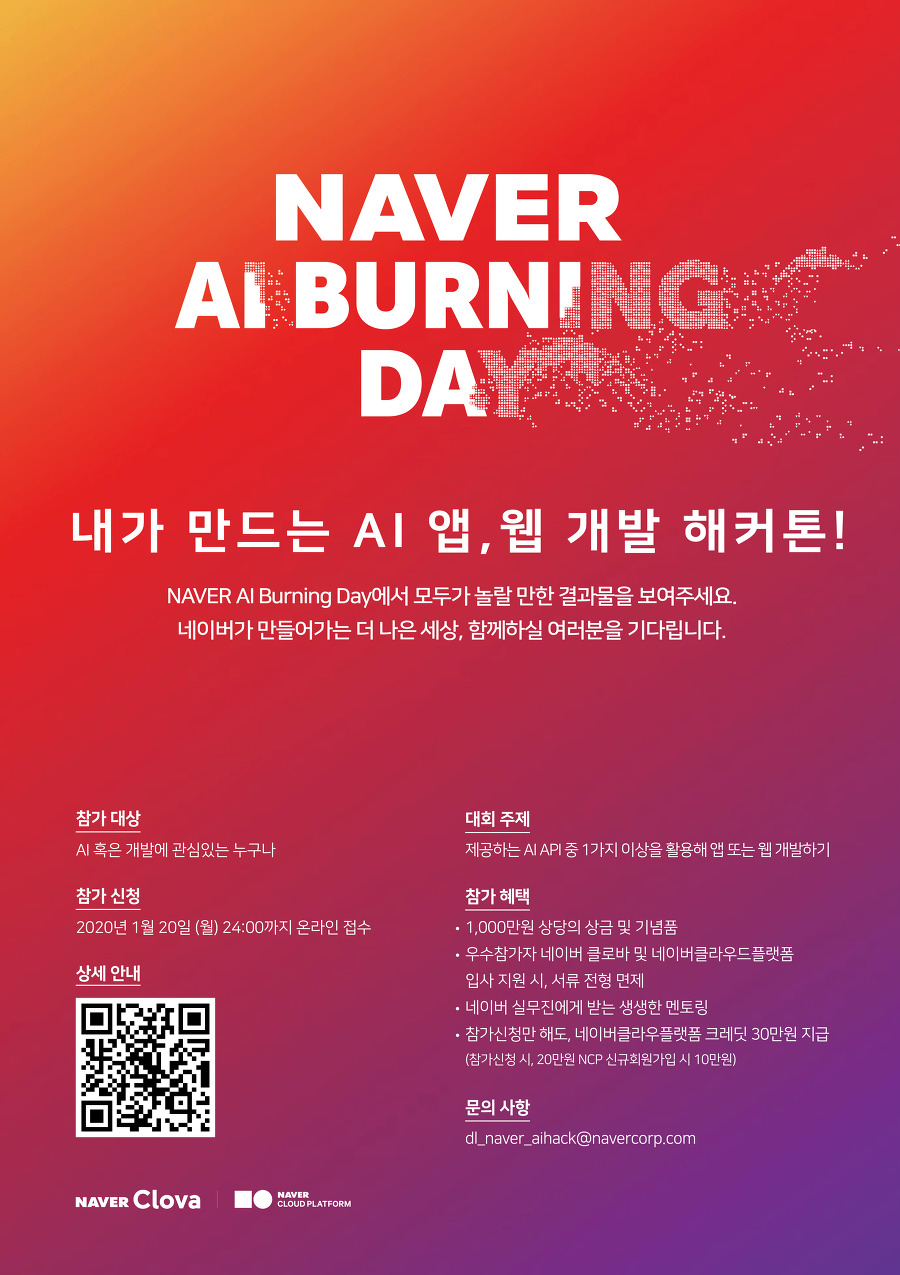 NAVER
AI BURNING
DAY
내가 만드는 AI 앱,웹 개발 해커톤!
NAVER AI Burning Day에서 모두가 놀랄 만한 결과물을 보여주세요.
네이버가 만들어가는 더 나은 세상, 함께하실 여러분을 기다립니다.
참가 대상
AI 혹은 개발에 관심있는 누구나
참가 신청
2020년 1월 20일 (월) 24:00까지 온라인 접수
상세 안내
대회 주제
제공하는 AI API 중 1가지 이상을 활용해 앱 또는 웹 개발하기
참가 혜택
• 1,000만원 상당의 상금 및 기념품
• 우수참가자 네이버 클로바 및 네이버클라우드플랫폼
입사 지원 시, 서류 전형 면제
• 네이버 실무진에게 받는 생생한 멘토링
• 참가신청만 해도, 네이버클라우플랫폼 크레딧 30만원 지급
(참가신청 시, 20만원 NCP 신규회원가입 시 10만원)
문의 사항
dl_naver_aihack@navercorp.com
NAVER Clova
NAVER
CLOUD PLATFORM